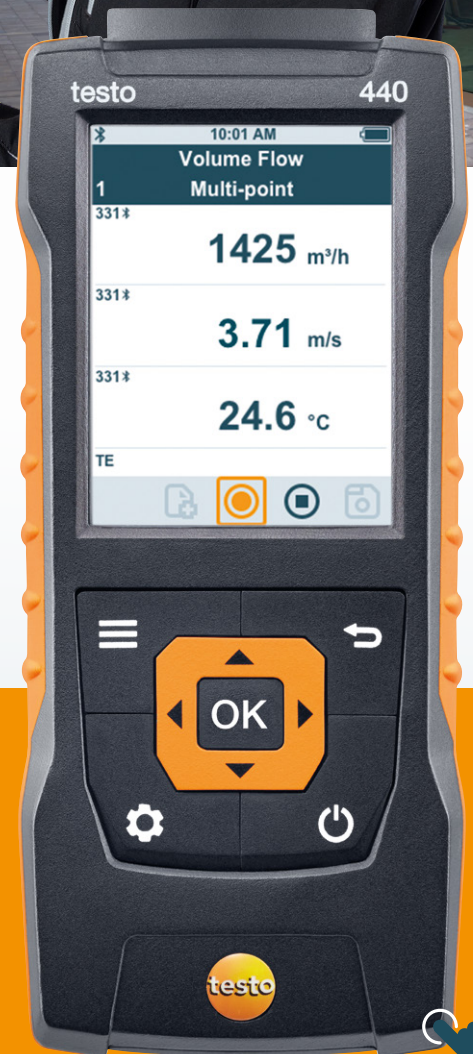 testo 440
10:01 AM
Volume Flow
1 Multi-point
331
1425 m³/h
331
3.71 m/s
331
24.6 °C
TE
OK
testo